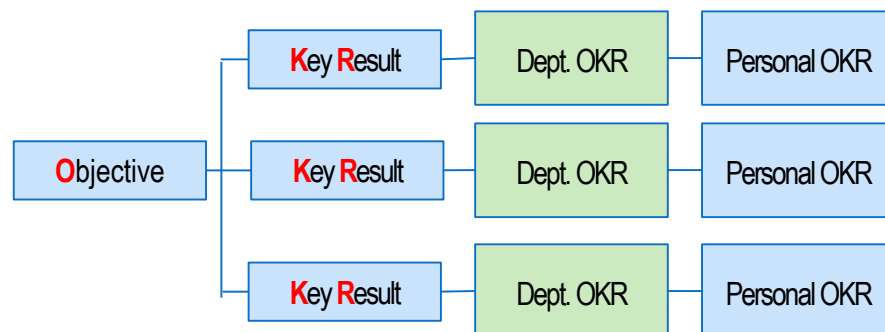 Key Result
Dept. OKR
Personal OKR
Objective
Key Result
Dept. OKR
Personal OKR
Key Result
Dept. OKR
Personal OKR